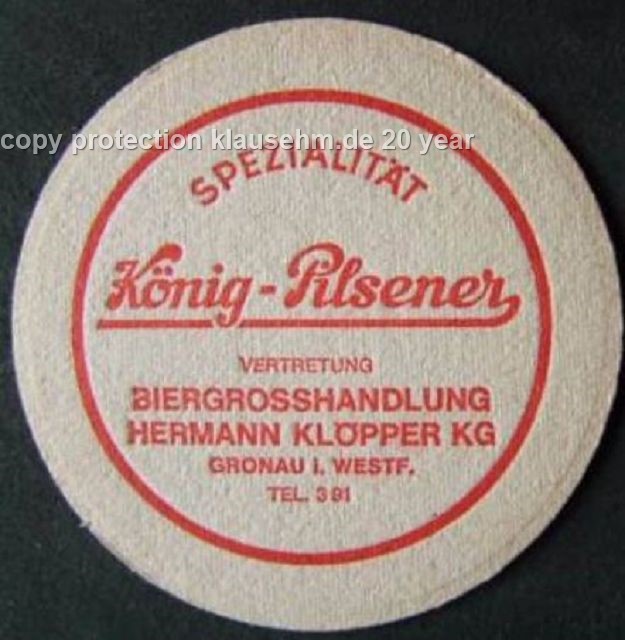 copy protection klausehm.de 20 year
SPEZIALITÄT
König-Pilsener
VERTRETUNG
BIERGROSSHANDLUNG
HERMANN KLÖPPER KG
GRONAU I. WESTF.
TEL. 391